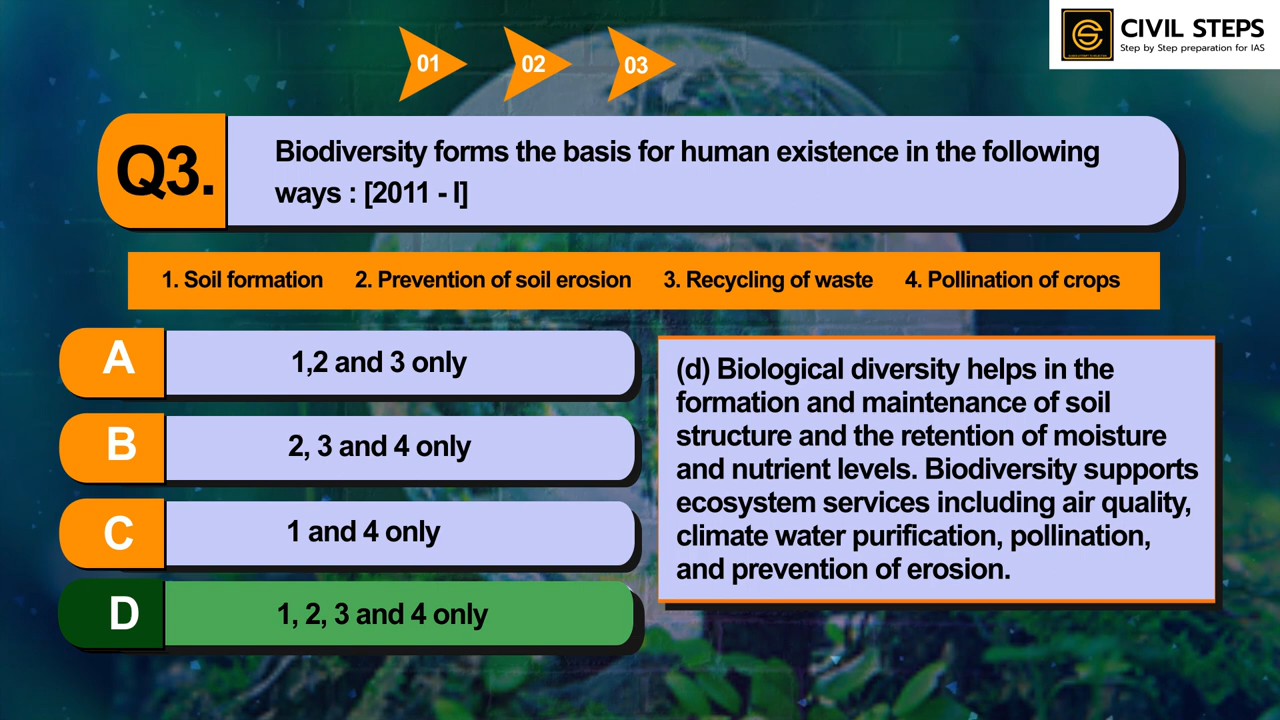 CIVIL STEPS
Step by Step preparation for IAS
01 02 03
Q3.
Biodiversity forms the basis for human existence in the following
ways : [2011 - I]
1. Soil formation 2. Prevention of soil erosion 3. Recycling of waste 4. Pollination of crops
A 1,2 and 3 only
B 2, 3 and 4 only
C 1 and 4 only
D 1, 2, 3 and 4 only
(d) Biological diversity helps in the
formation and maintenance of soil
structure and the retention of moisture
and nutrient levels. Biodiversity supports
ecosystem services including air quality,
climate water purification, pollination,
and prevention of erosion.